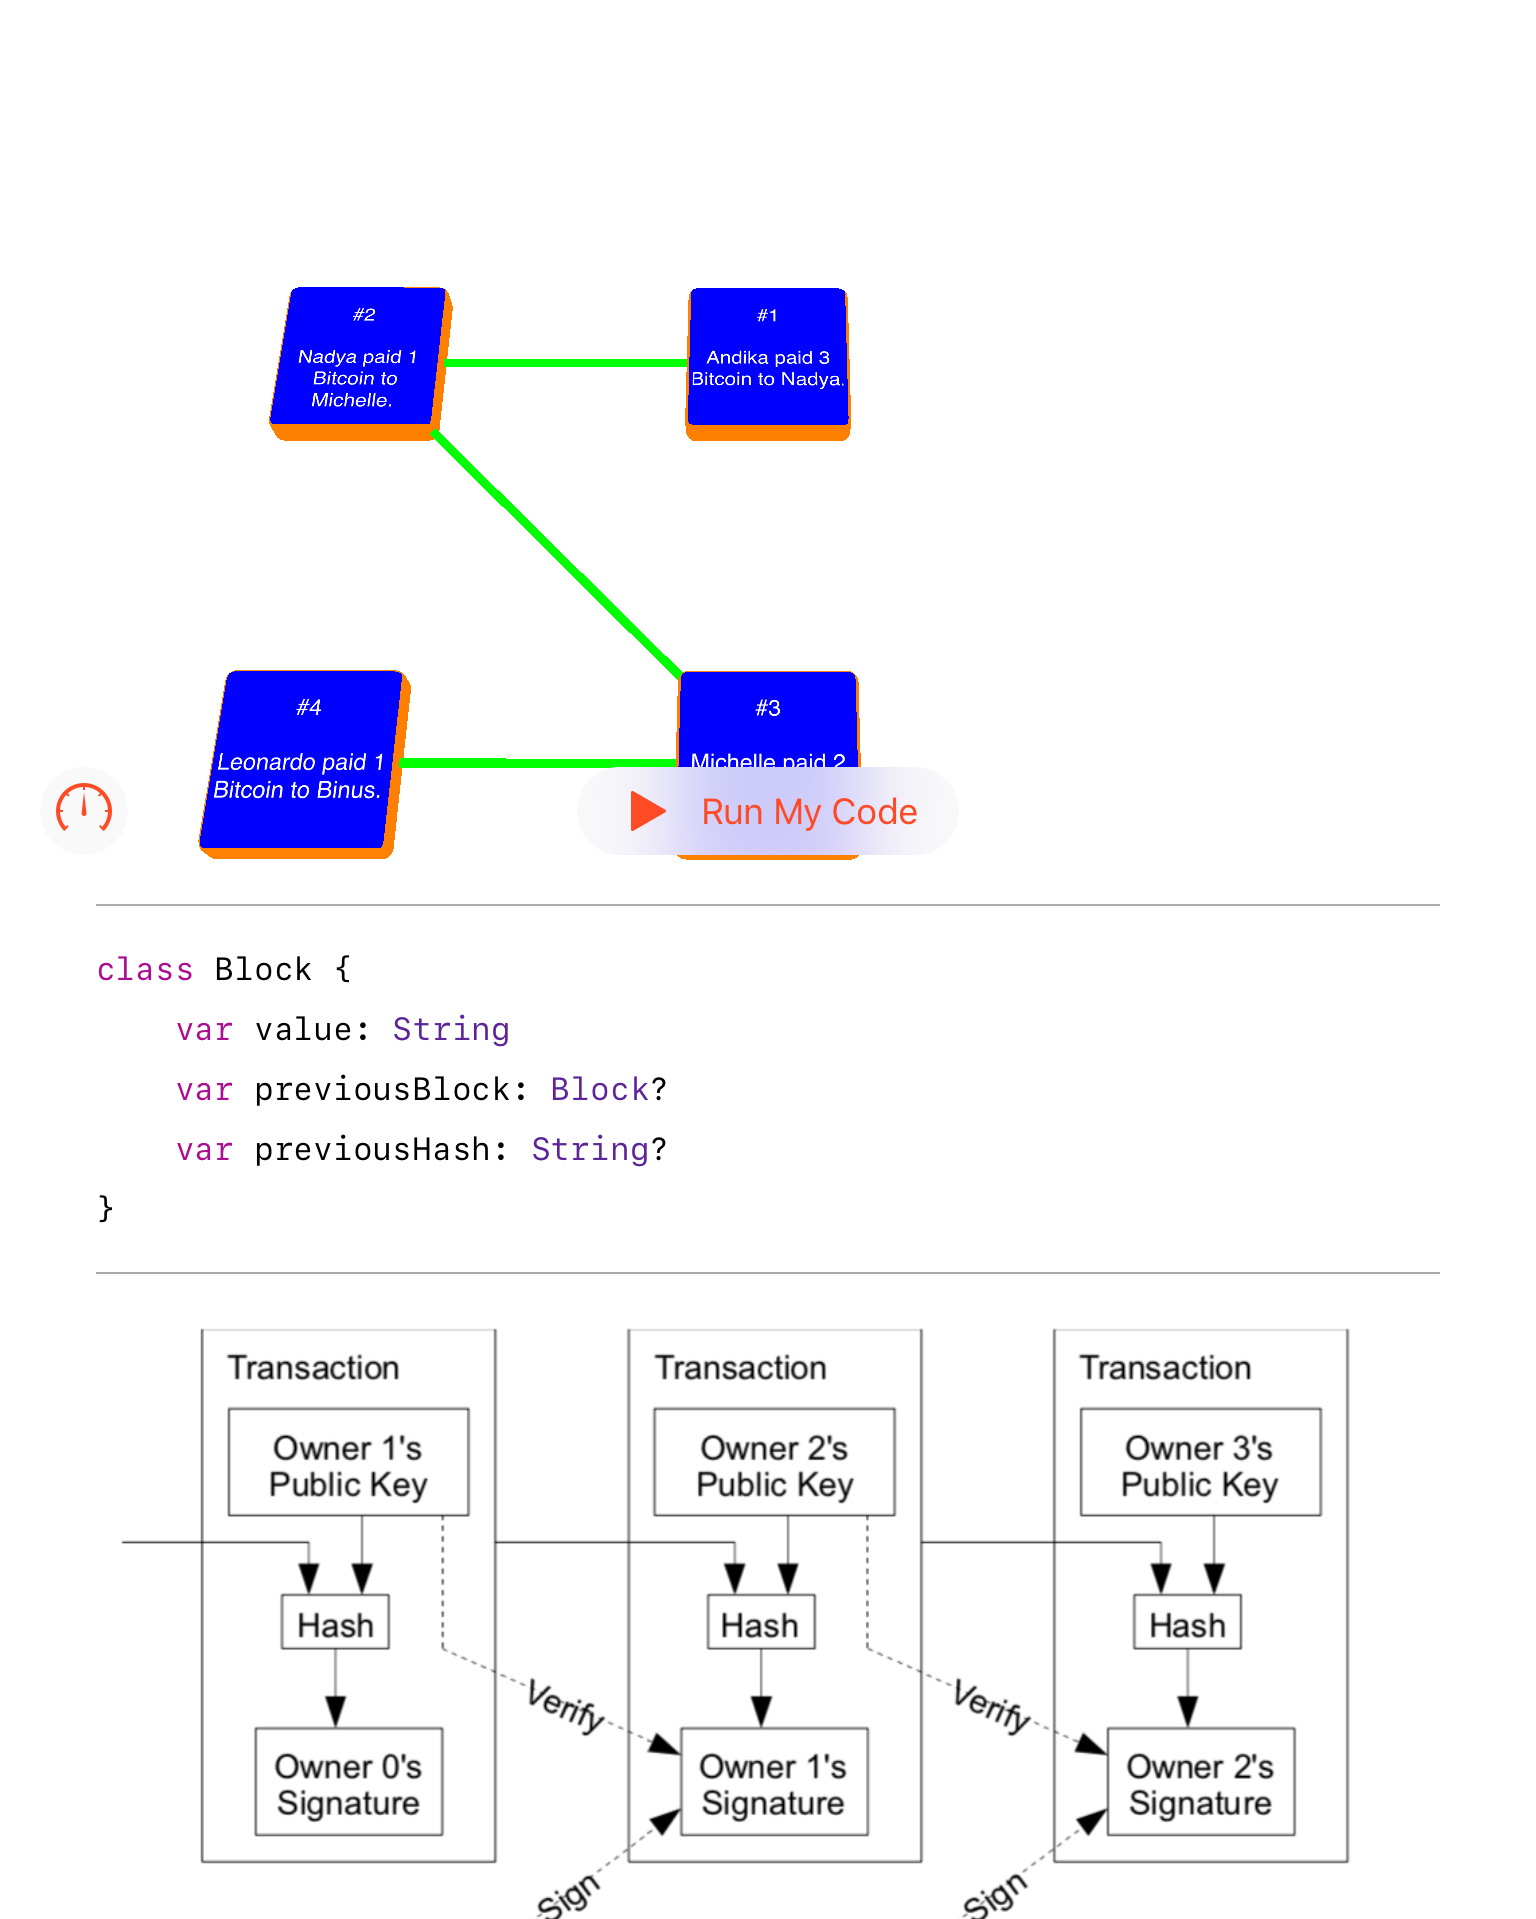 #2
Nadya paid 1
Bitcoin to
Michelle.
#1
Andika paid 3
Bitcoin to Nadya.
#4
Leonardo paid 1
Bitcoin to Binus.
#3
Michelle paid 2
Run My Code
class Block {
var value: String
var previousBlock: Block?
var previousHash: String?
}
Transaction
Owner 1's
Public Key
Hash
Owner 0's
Signature
Transaction
Owner 2's
Public Key
Hash
Verify
Owner 1's
Signature
Sign
Transaction
Owner 3's
Public Key
Hash
Verify
Owner 2's
Signature
Sign